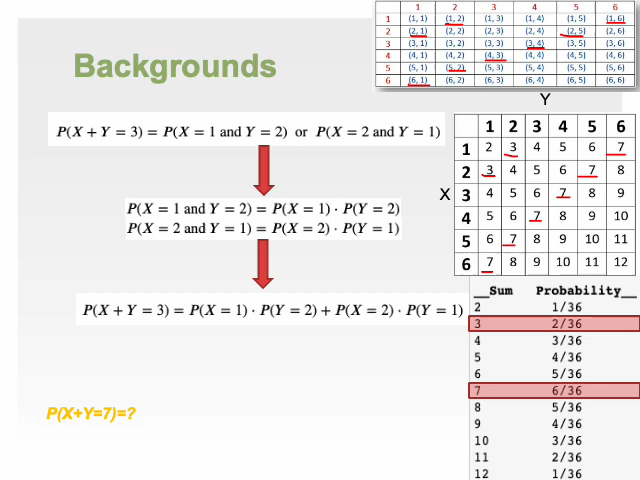 Backgrounds
1 2 3 4 5 6
1 (1, 1) (1, 2) (1, 3) (1, 4) (1, 5) (1, 6)
2 (2, 1) (2, 2) (2, 3) (2, 4) (2, 5) (2, 6)
3 (3, 1) (3, 2) (3, 3) (3, 4) (3, 5) (3, 6)
4 (4, 1) (4, 2) (4, 3) (4, 4) (4, 5) (4, 6)
5 (5, 1) (5, 2) (5, 3) (5, 4) (5, 5) (5, 6)
6 (6, 1) (6, 2) (6, 3) (6, 4) (6, 5) (6, 6)
P(X + Y = 3) = P(X = 1 and Y = 2) or P(X = 2 and Y = 1)
P(X = 1 and Y = 2) = P(X = 1) · P(Y = 2)
P(X = 2 and Y = 1) = P(X = 2) · P(Y = 1)
P(X + Y = 3) = P(X = 1) · P(Y = 2) + P(X = 2) · P(Y = 1)
P(X+Y=7)=?
Y
X
1 2 3 4 5 6
1 2 3 4 5 6 7
2 3 4 5 6 7 8
3 4 5 6 7 8 9
4 5 6 7 8 9 10
5 6 7 8 9 10 11
6 7 8 9 10 11 12
__Sum Probability__
2 1/36
3 2/36
4 3/36
5 4/36
6 5/36
7 6/36
8 5/36
9 4/36
10 3/36
11 2/36
12 1/36